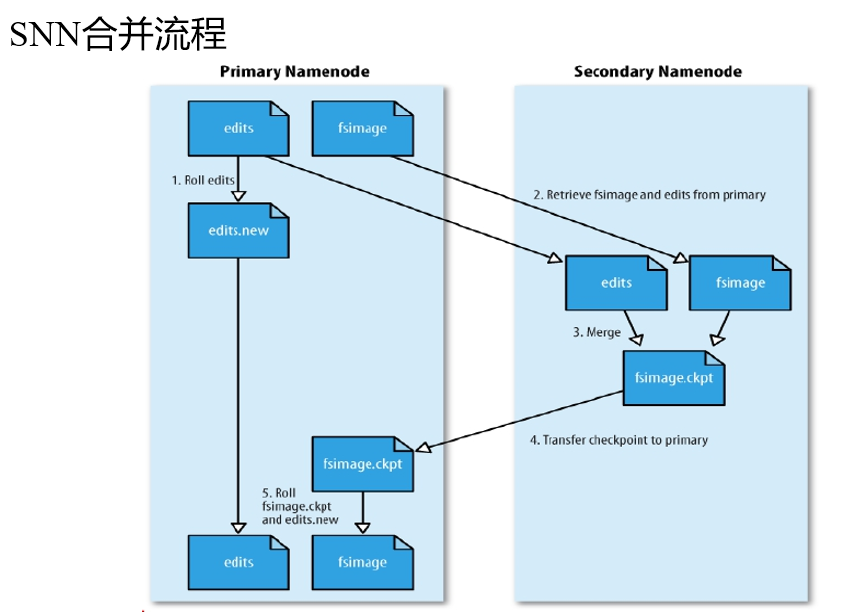 SNN合并流程
Primary Namenode
Secondary Namenode
edits
fsimage
1. Roll edits
2. Retrieve fsimage and edits from primary
edits.new
edits
fsimage
3. Merge
fsimage.ckpt
4. Transfer checkpoint to primary
fsimage.ckpt
5. Roll
fsimage.ckpt
and edits.new
edits
fsimage